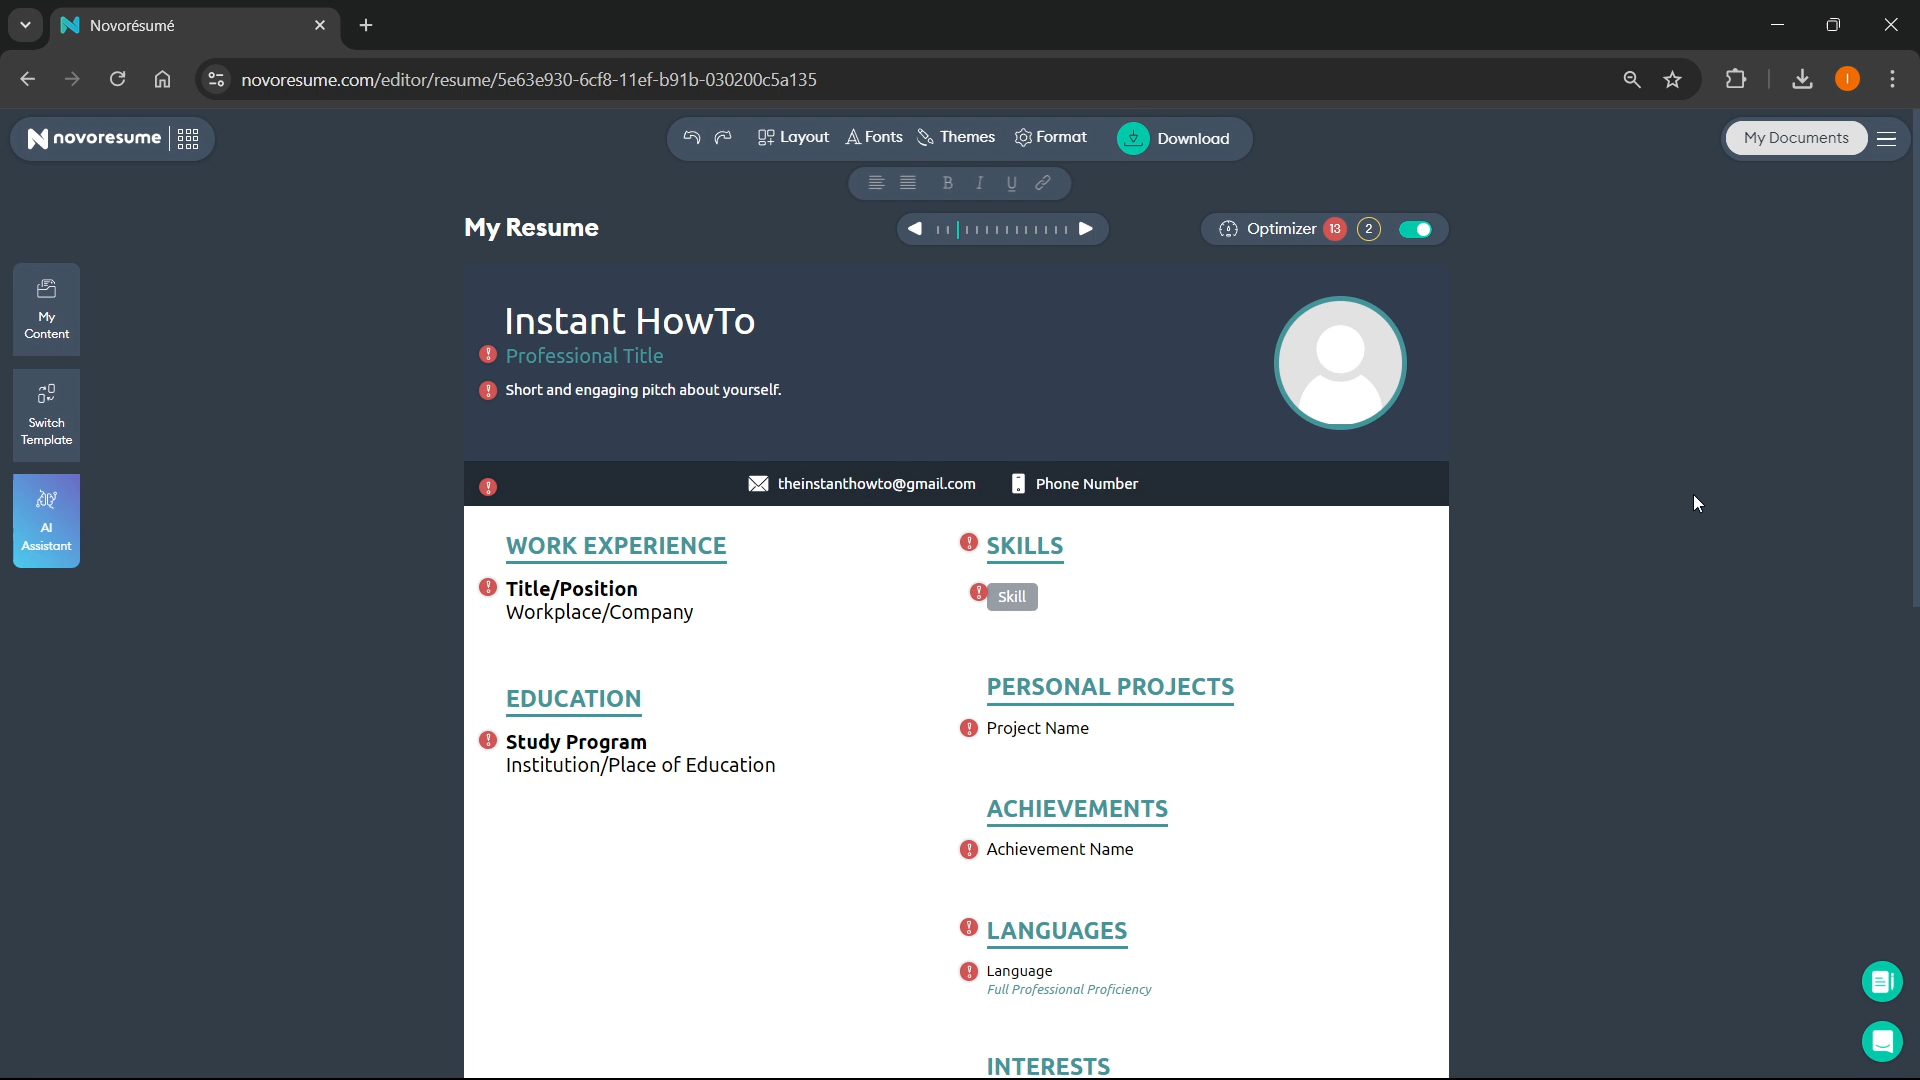 Novorésumé
novoresume.com/editor/resume/5e63e930-6cf8-11ef-b91b-030200c5a135
I
novoresume
Layout
Fonts
Themes
Format
Download
My Documents
B I U
My Resume
Optimizer 13 2
My
Content
Switch
Template
AI
Assistant
Instant HowTo
Professional Title
Short and engaging pitch about yourself.
theinstanthowto@gmail.com
Phone Number
WORK EXPERIENCE
Title/Position
Workplace/Company
EDUCATION
Study Program
Institution/Place of Education
SKILLS
Skill
PERSONAL PROJECTS
Project Name
ACHIEVEMENTS
Achievement Name
LANGUAGES
Language
Full Professional Proficiency
INTERESTS